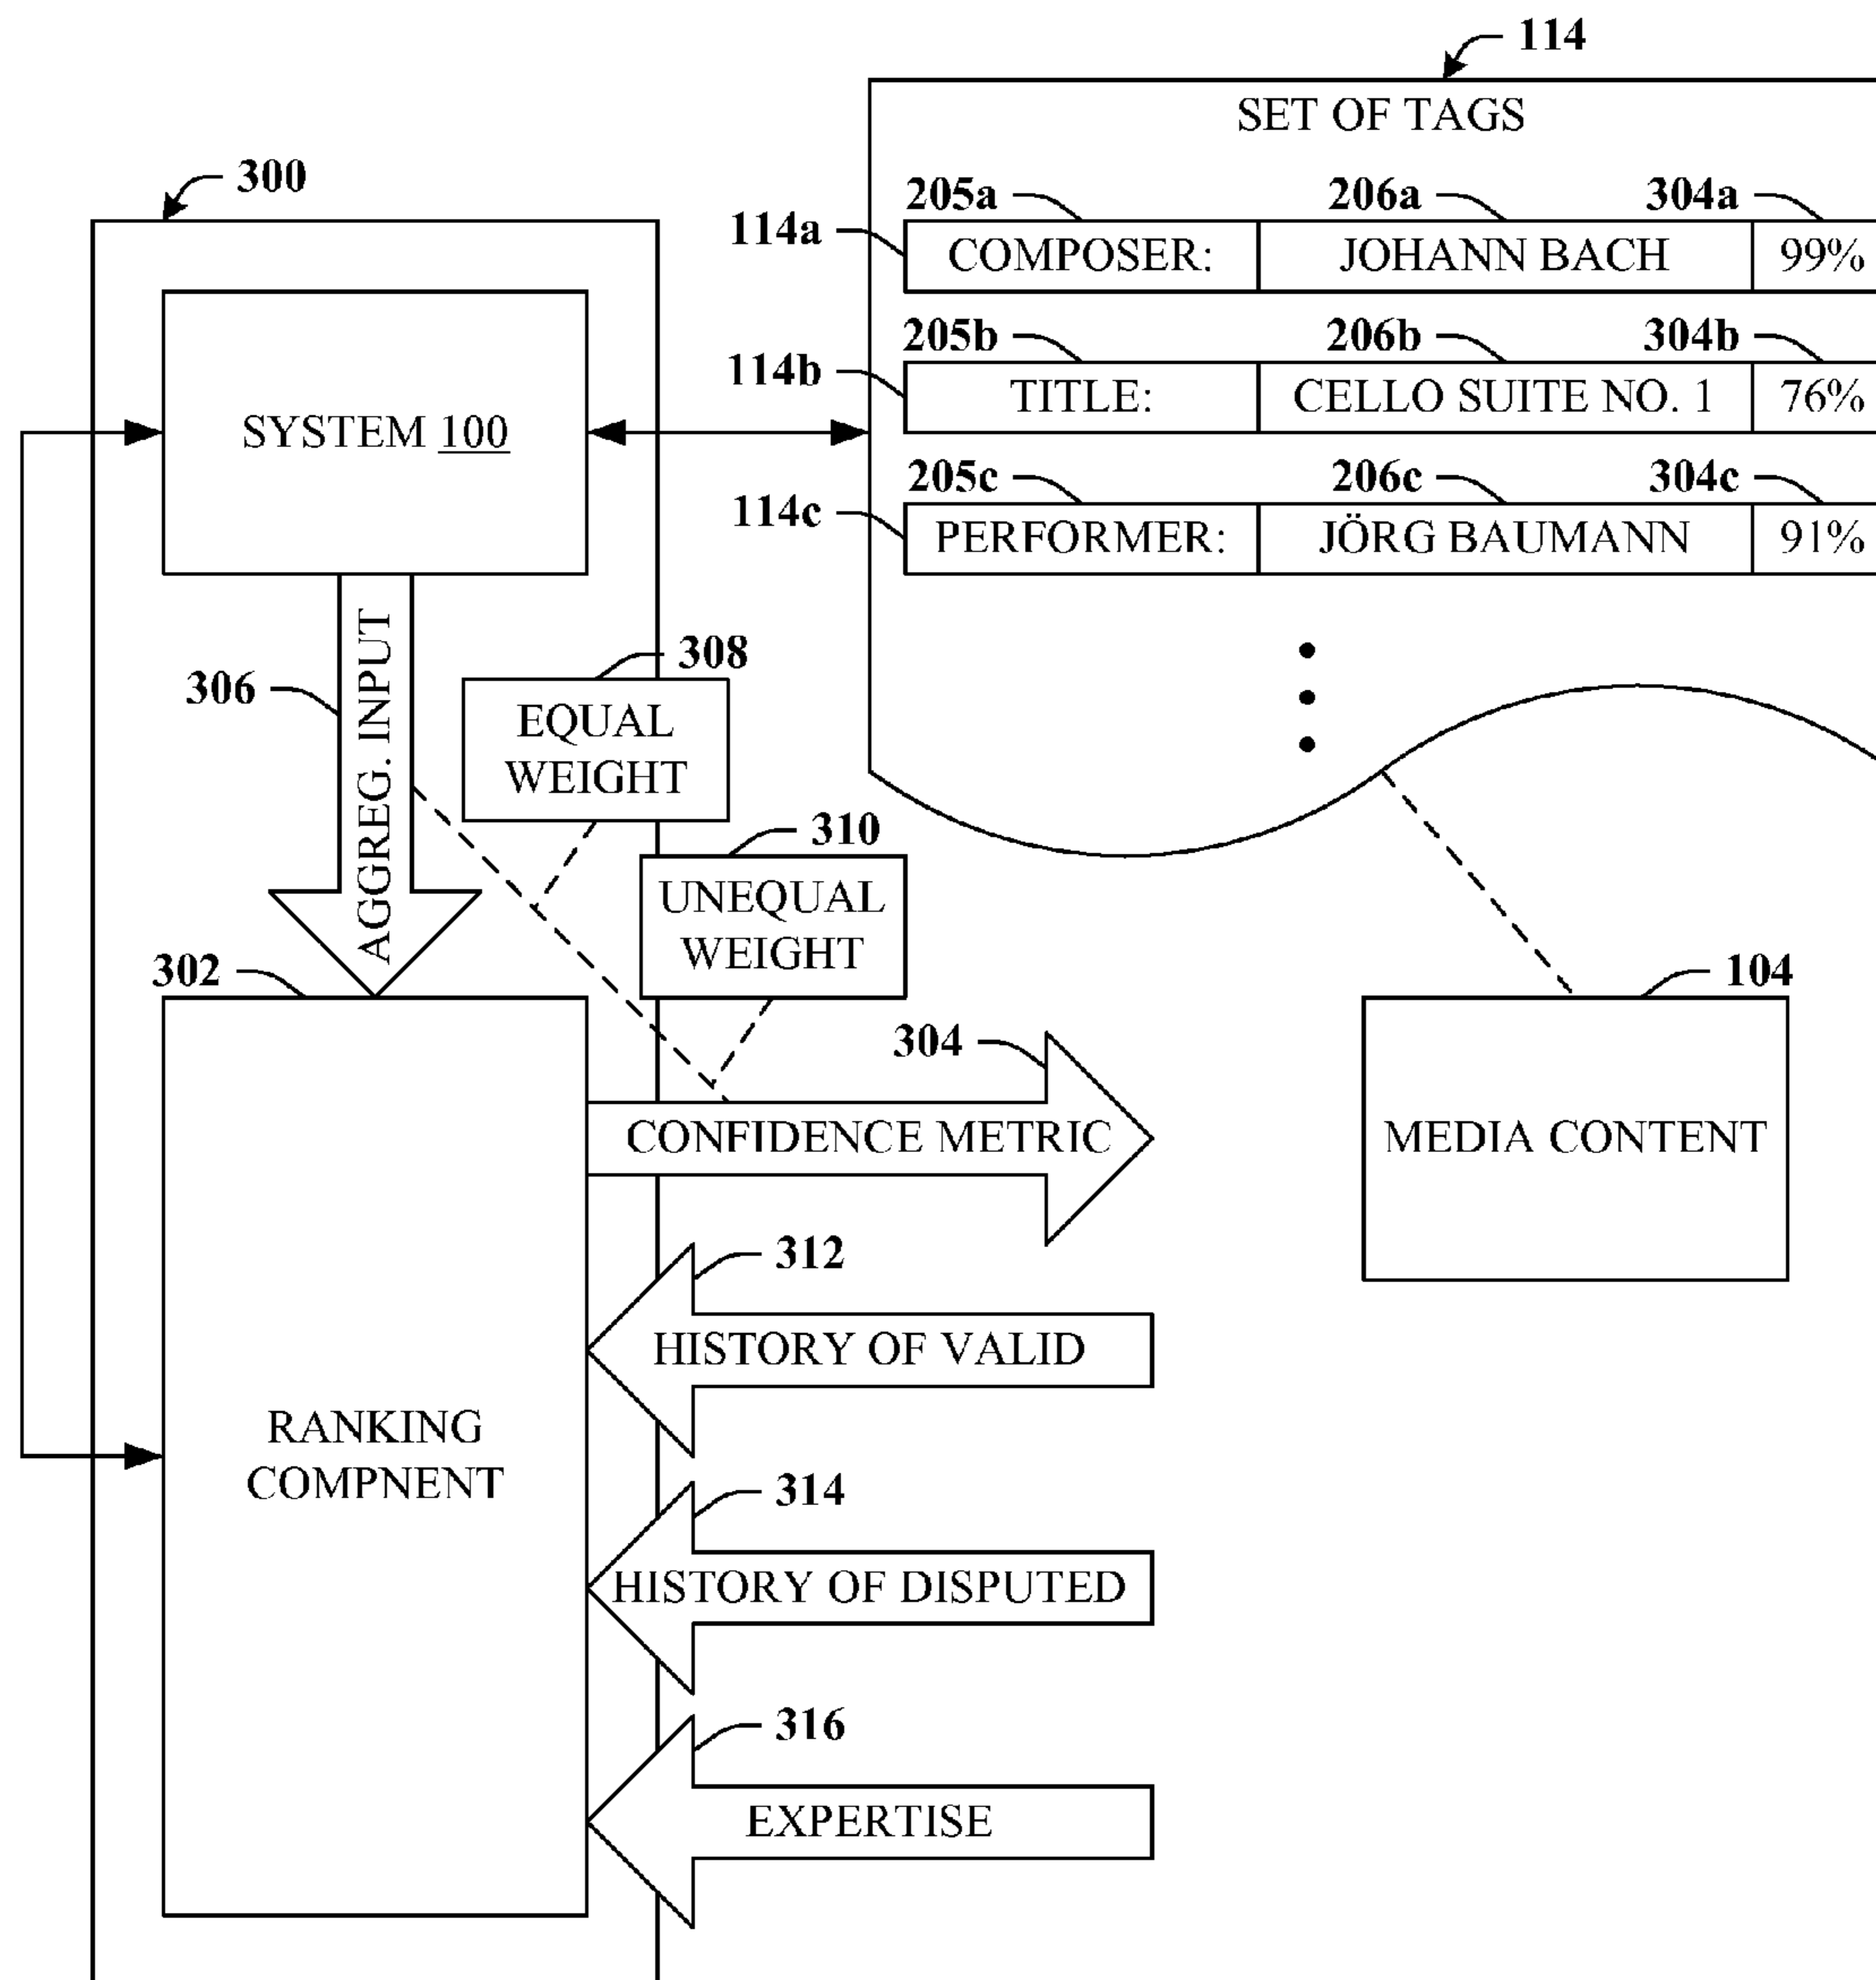 114
SET OF TAGS
300
205a 206a 304a
114a
COMPOSER: JOHANN BACH 99%
205b 206b 304b
114b
TITLE: CELLO SUITE NO. 1 76%
SYSTEM 100
205c 206c 304c
114c
PERFORMER: JÖRG BAUMANN 91%
306
AGGREG. INPUT
308
EQUAL
WEIGHT
310
UNEQUAL
WEIGHT
302
304
104
CONFIDENCE METRIC
MEDIA CONTENT
312
HISTORY OF VALID
RANKING
COMPNENT
314
HISTORY OF DISPUTED
316
EXPERTISE